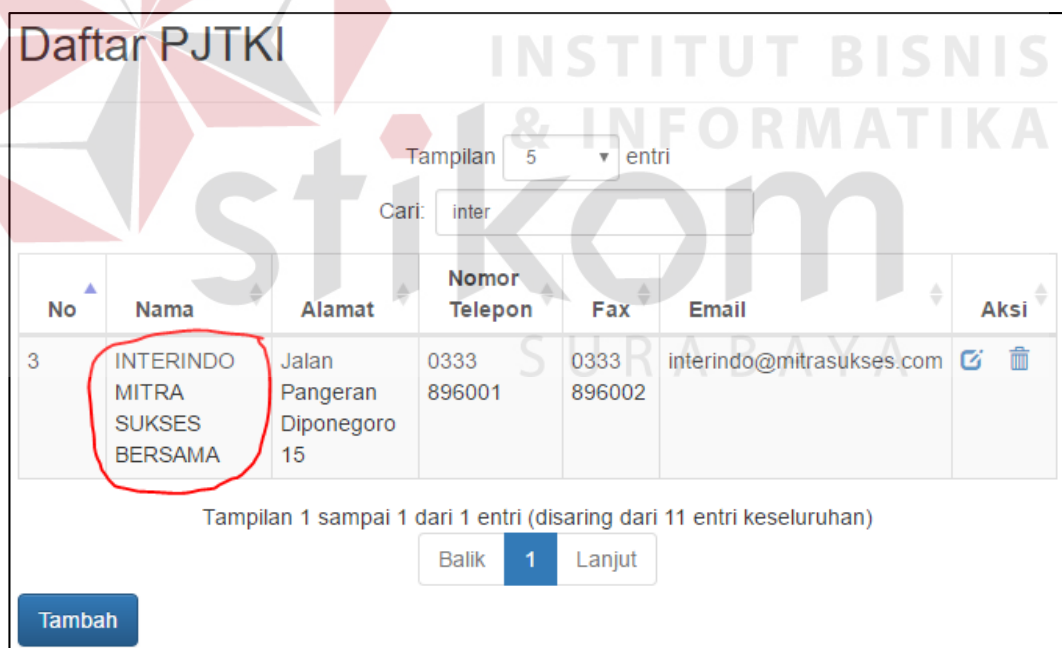 Daftar PJTKI
INSTITUT BISNIS
& INFORMATIKA
stikom
SURABAYA
Tampilan 5 entri
Cari: inter
No Nama Alamat Nomor Telepon Fax Email Aksi
3 INTERINDO MITRA SUKSES BERSAMA Jalan Pangeran Diponegoro 15 0333 896001 0333 896002 interindo@mitrasukses.com
Tampilan 1 sampai 1 dari 1 entri (disaring dari 11 entri keseluruhan)
Balik 1 Lanjut
Tambah